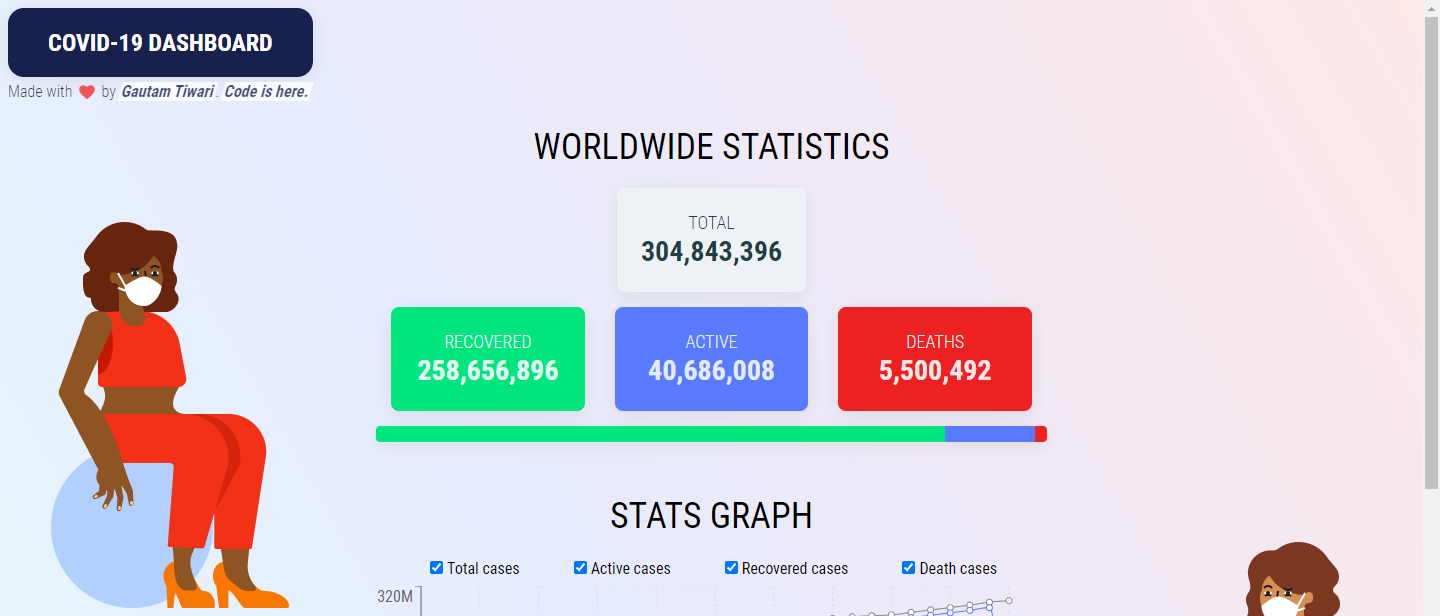 COVID-19 DASHBOARD
Made with by Gautam Tiwari . Code is here.
WORLDWIDE STATISTICS
TOTAL
304,843,396
RECOVERED
258,656,896
ACTIVE
40,686,008
DEATHS
5,500,492
STATS GRAPH
Total cases Active cases Recovered cases Death cases
320M